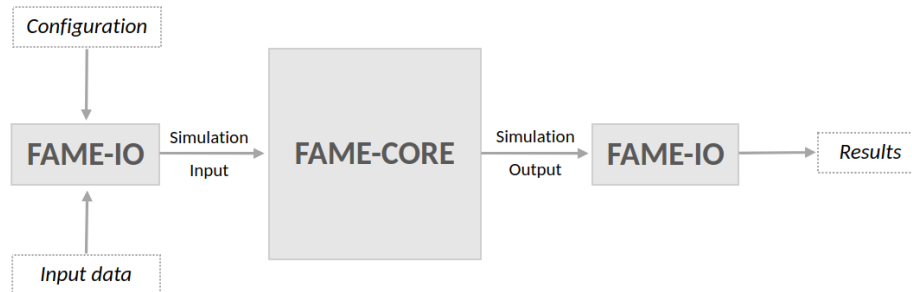 Configuration
FAME-IO
Simulation
Input
FAME-CORE
Simulation
Output
FAME-IO
Results
Input data